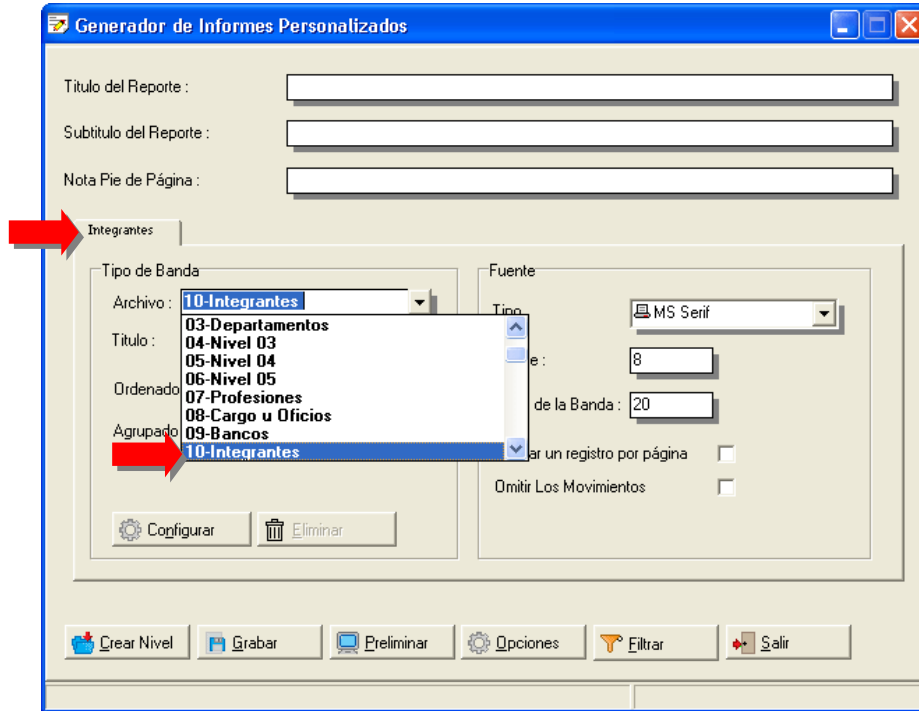 Generador de Informes Personalizados
Titulo del Reporte :
Subtitulo del Reporte :
Nota Pie de Página :
Integrantes
Tipo de Banda
Fuente
Archivo : 10-Integrantes
MS Serif
03-Departamentos
04-Nivel 03
Titulo :
05-Nivel 04
8
06-Nivel 05
Ordenado
07-Profesiones
de la Banda : 20
08-Cargo u Oficios
Agrupado
09-Bancos
10-Integrantes
un registro por página
Omitir Los Movimientos
Configurar
Eliminar
Crear Nivel
Grabar
Preliminar
Opciones
Filtrar
Salir